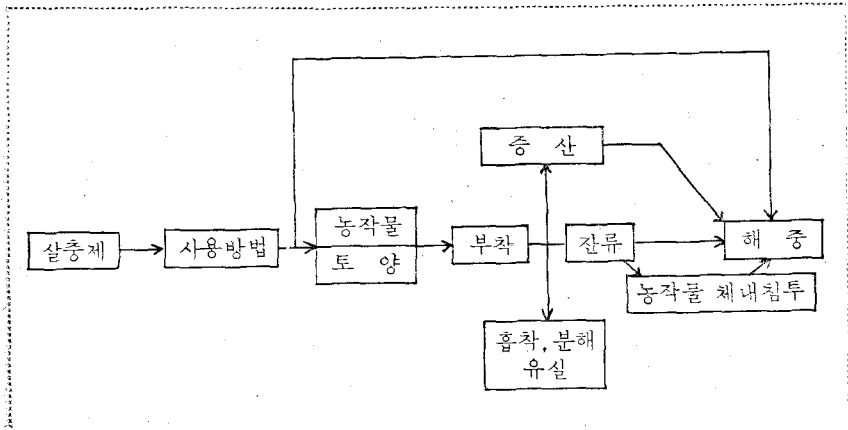 증 산
살충제
사용방법
농작물
토 양
부착
잔류
해 충
농작물 체내침투
흡착, 분해
유실